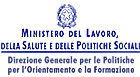 MINISTERO DEL LAVORO,
DELLA SALUTE E DELLE POLITICHE SOCIALI
Direzione Generale per le Politiche
per l'Orientamento e la Formazione